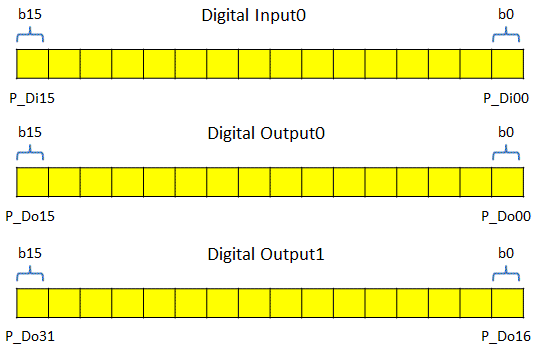 b15 Digital Input0 b0
P_Di15 P_Di00
b15 Digital Output0 b0
P_Do15 P_Do00
b15 Digital Output1 b0
P_Do31 P_Do16